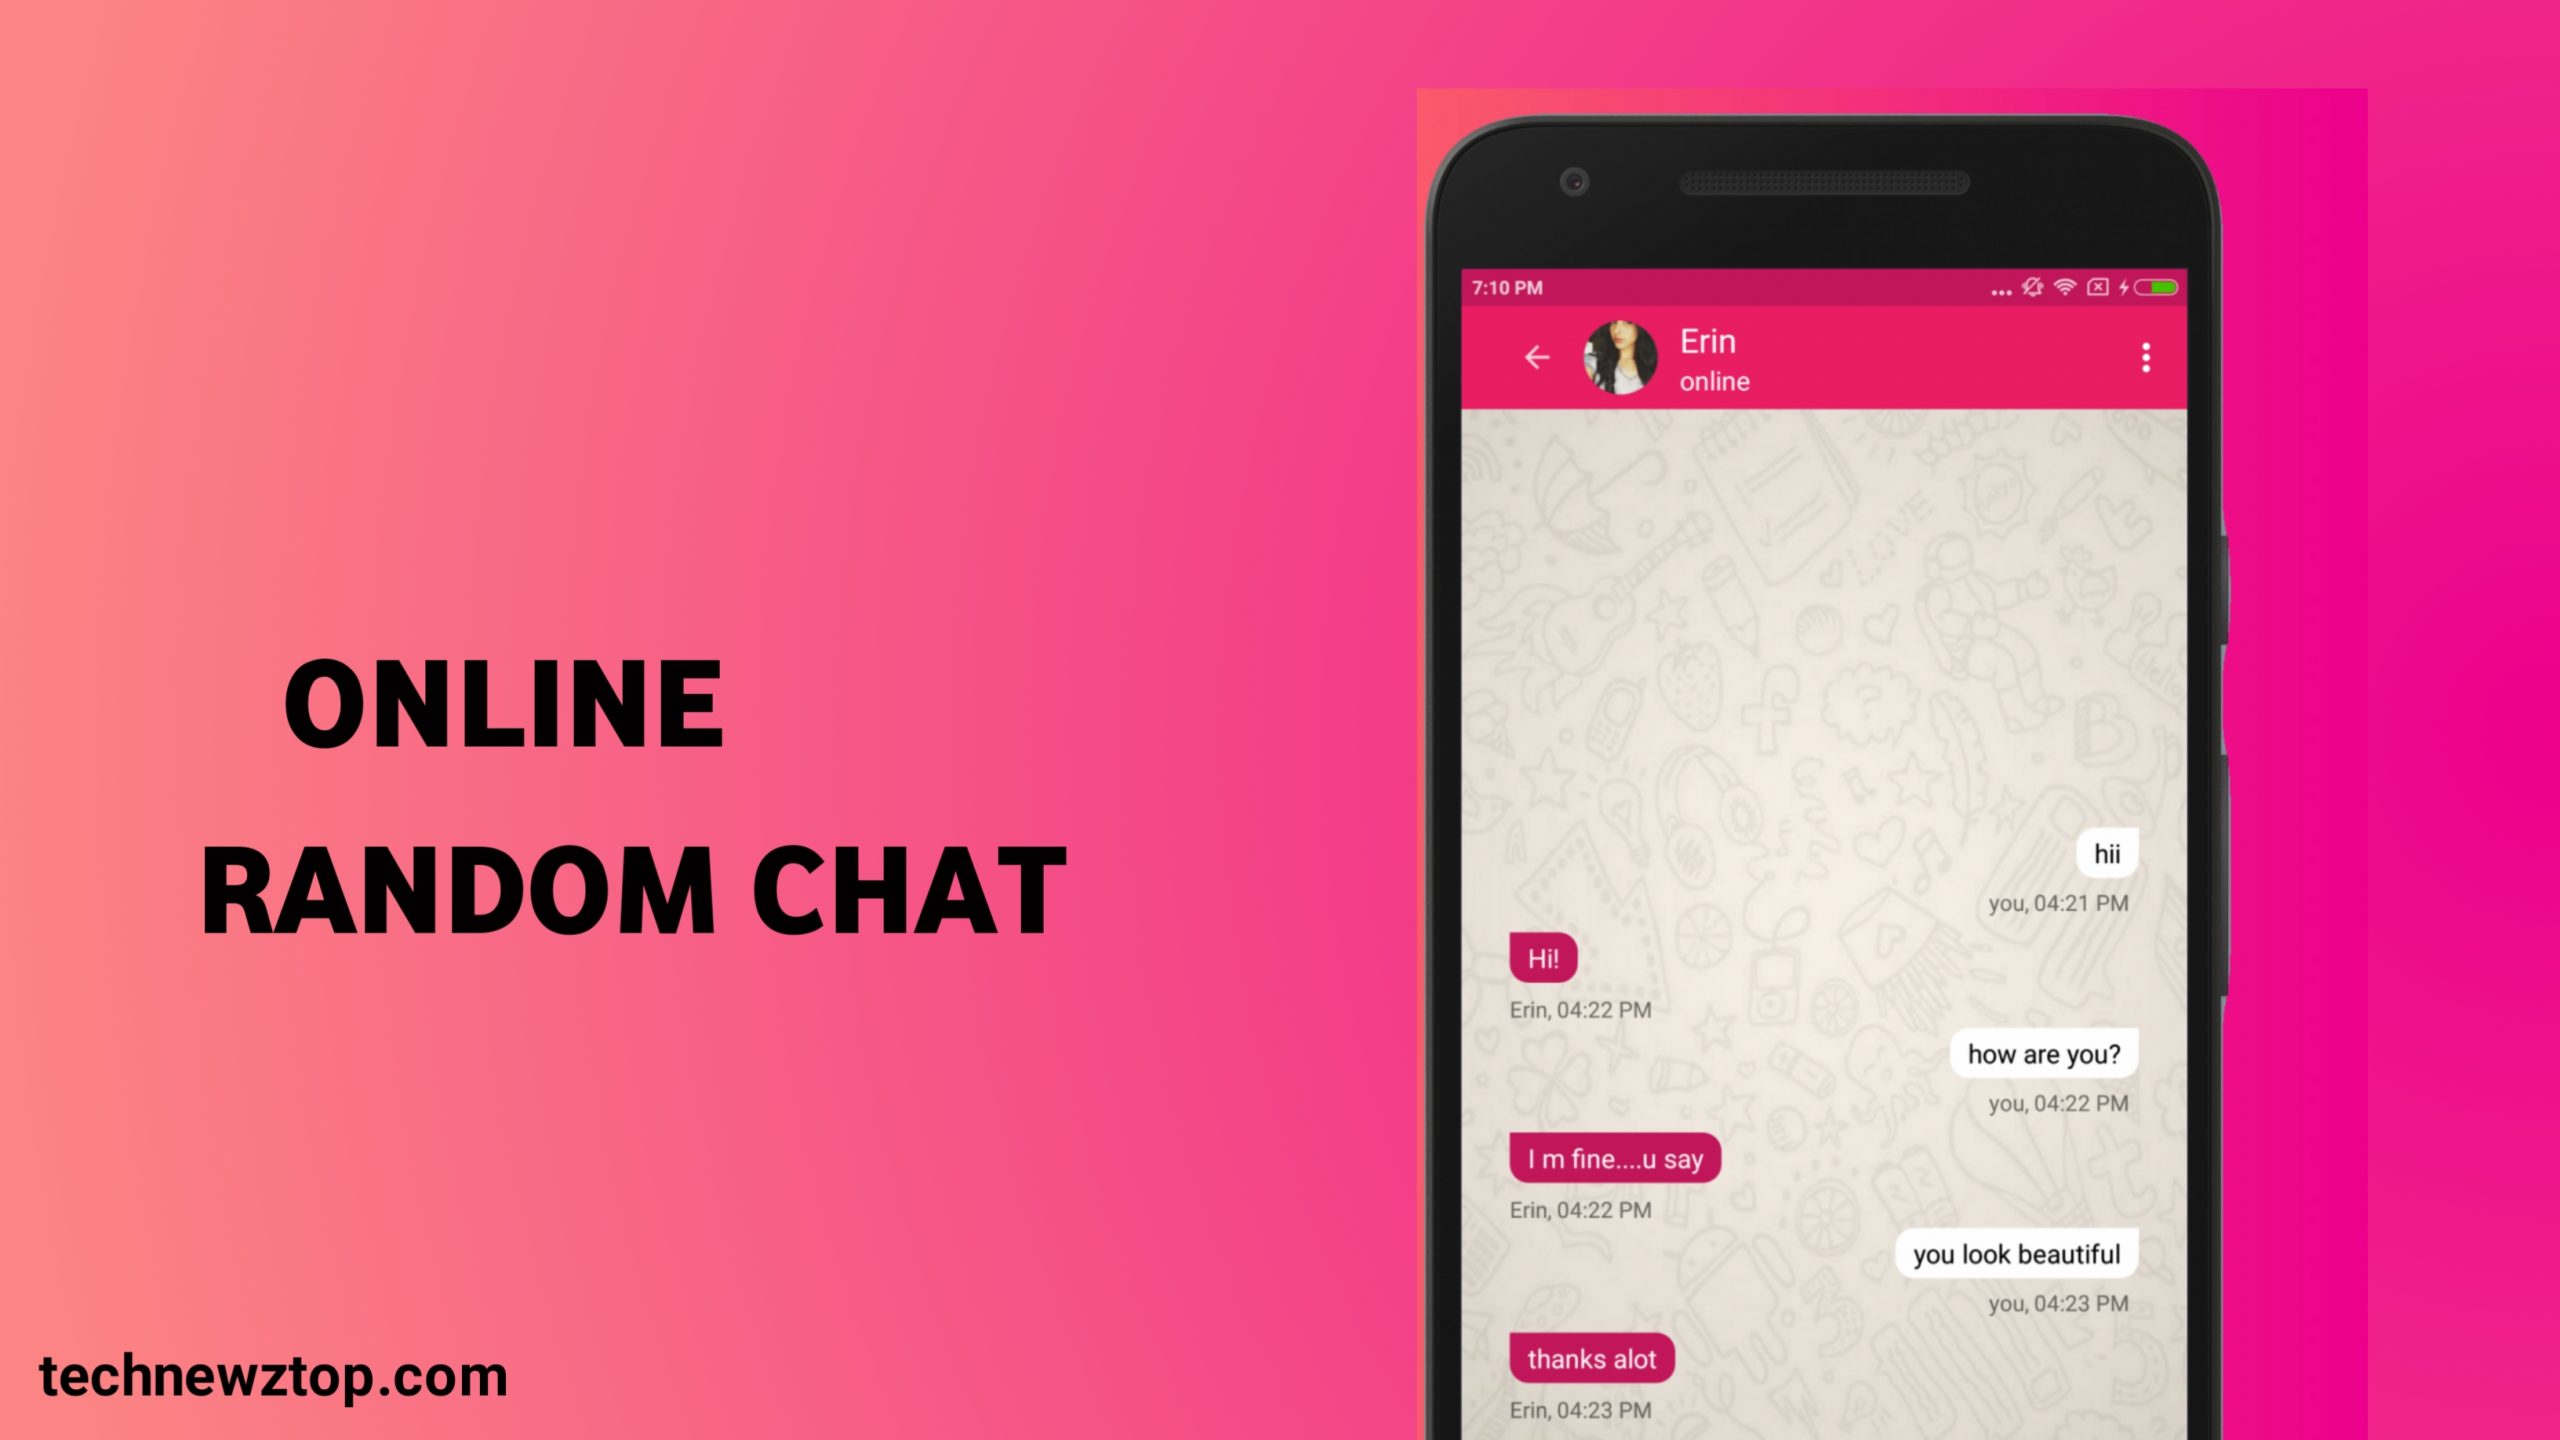 ONLINE
RANDOM CHAT
technewztop.com
7:10 PM
Erin
online
hii
you, 04:21 PM
Hi!
Erin, 04:22 PM
how are you?
you, 04:22 PM
I m fine....u say
Erin, 04:22 PM
you look beautiful
you, 04:23 PM
thanks alot
Erin, 04:23 PM